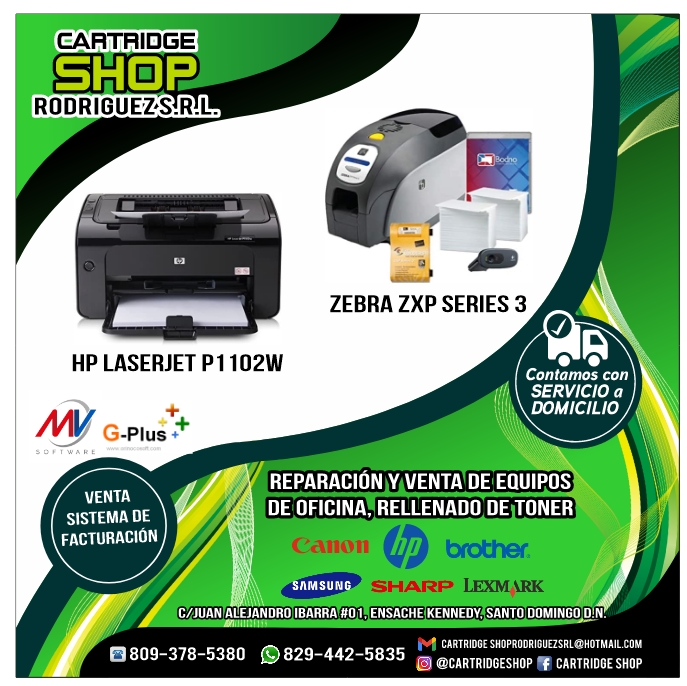 CARTRIDGE
SHOP
RODRIGUEZ S.R.L.
Bodno
ZEBRA ZXP SERIES 3
HP LASERJET P1102W
Contamos con
SERVICIO a
DOMICILIO
MV
SOFTWARE
G-Plus
VENTA
SISTEMA DE
FACTURACIÓN
REPARACIÓN Y VENTA DE EQUIPOS
DE OFICINA, RELLENADO DE TONER
Canon hp brother
SAMSUNG SHARP LEXMARK
C/JUAN ALEJANDRO IBARRA #01, ENSACHE KENNEDY, SANTO DOMINGO D.N.
809-378-5380 829-442-5835
CARTRIDGE SHOPRODRIGUEZSRL@HOTMAIL.COM
@CARTRIDGESHOP CARTRIDGE SHOP